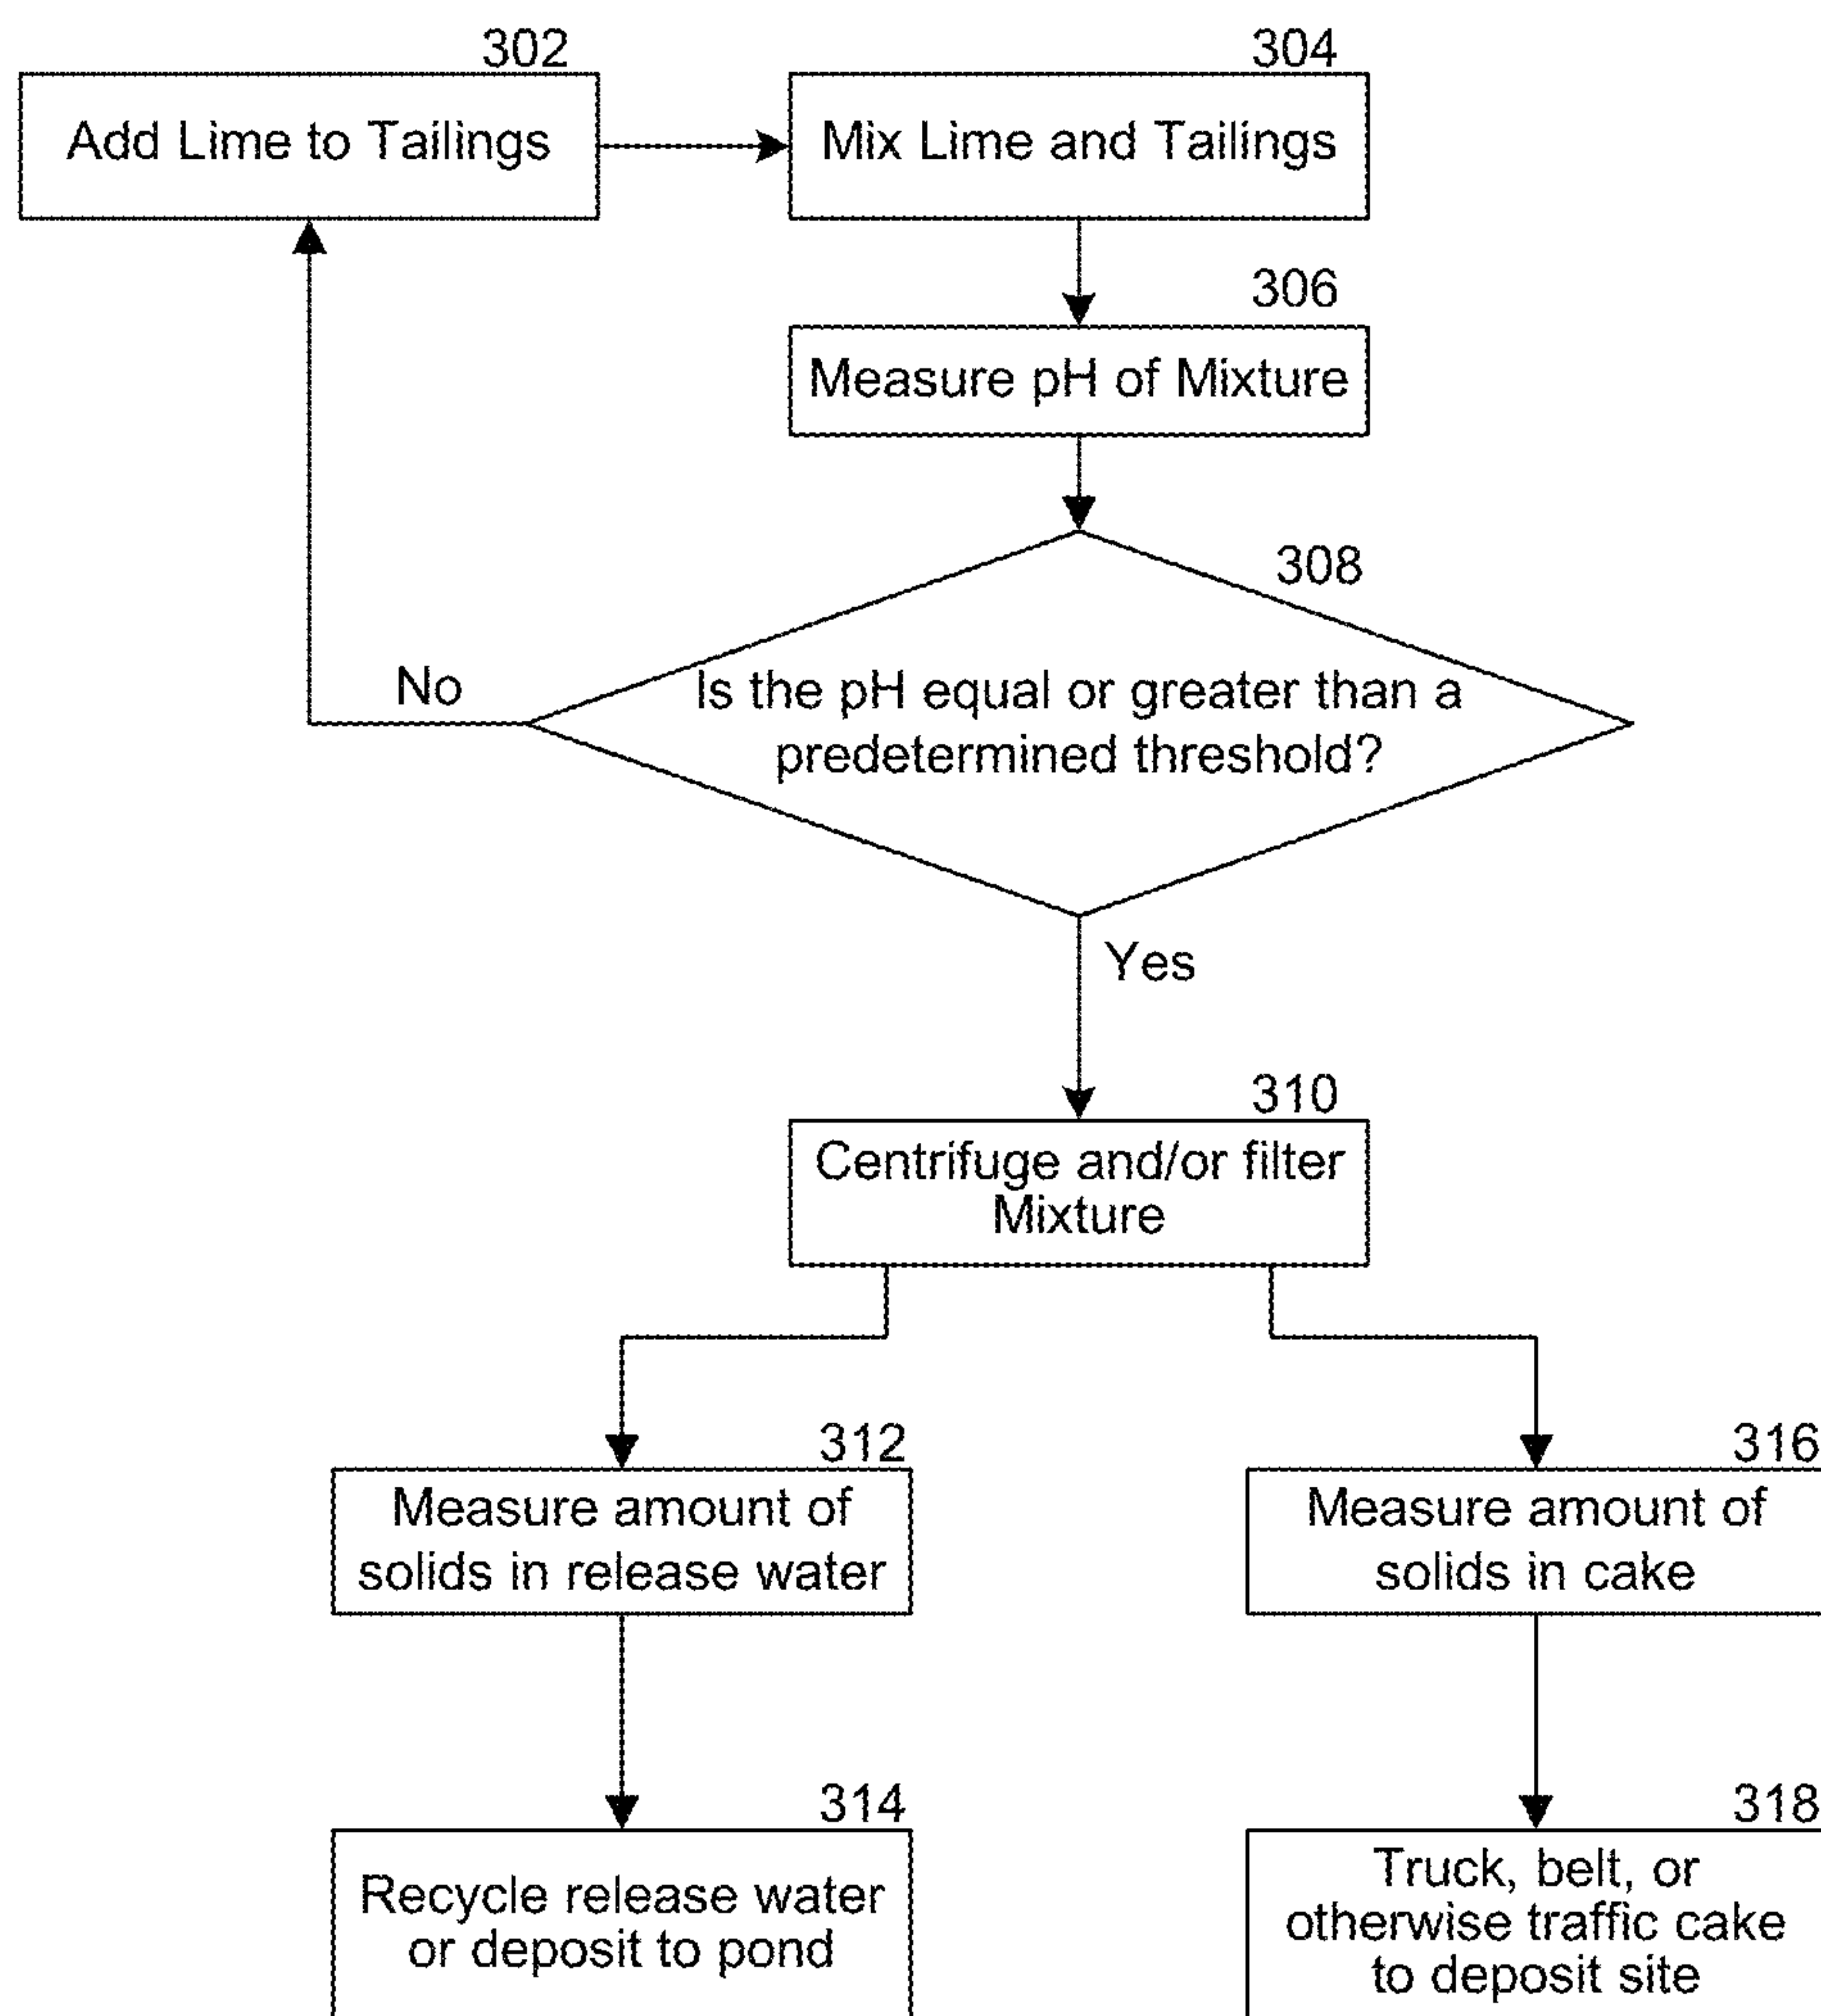 302
Add Lime to Tailings
304
Mix Lime and Tailings
306
Measure pH of Mixture
308
Is the pH equal or greater than a
predetermined threshold?
No
Yes
310
Centrifuge and/or filter
Mixture
312
Measure amount of
solids in release water
316
Measure amount of
solids in cake
314
Recycle release water
or deposit to pond
318
Truck, belt, or
otherwise traffic cake
to deposit site